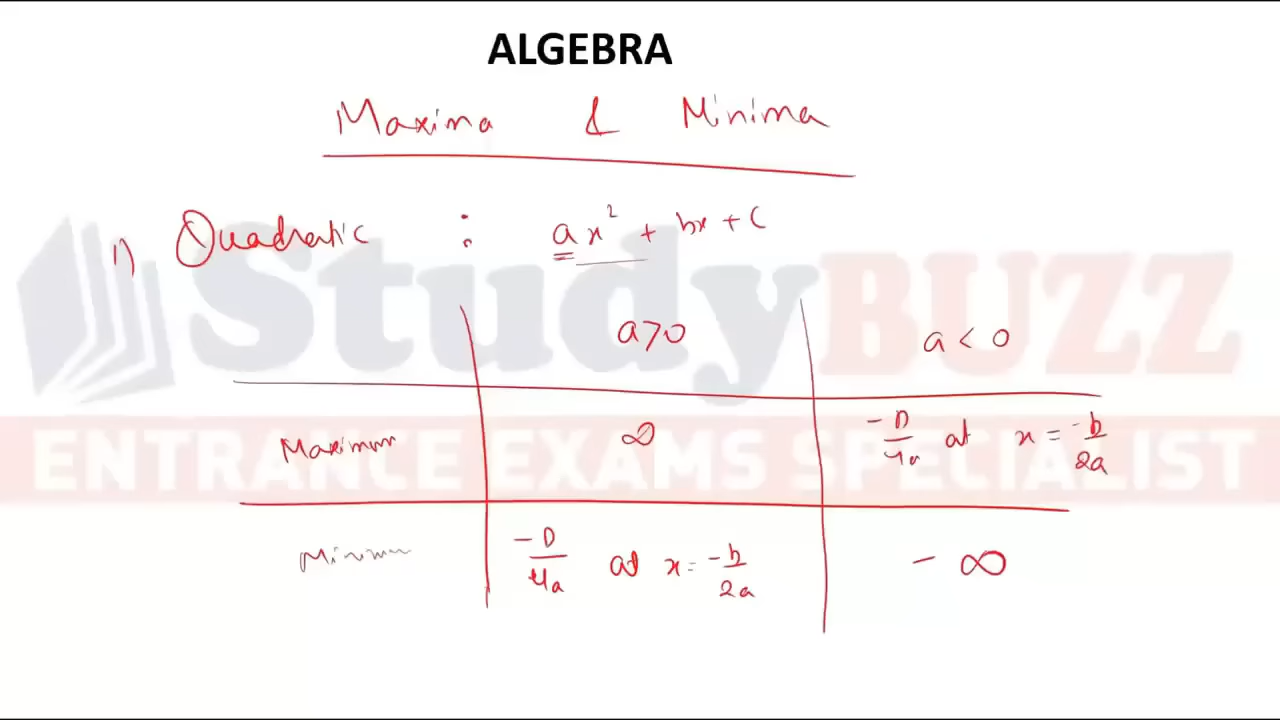 ALGEBRA
Maxima & Minima
1) Quadratic : ax² + bx + c
a>0 a < 0
Maximum ∞ -D/4a at x = -b/2a
Minimum -D/4a at x = -b/2a - ∞
StudyBUZZ
ENTRANCE EXAMS SPECIALIST